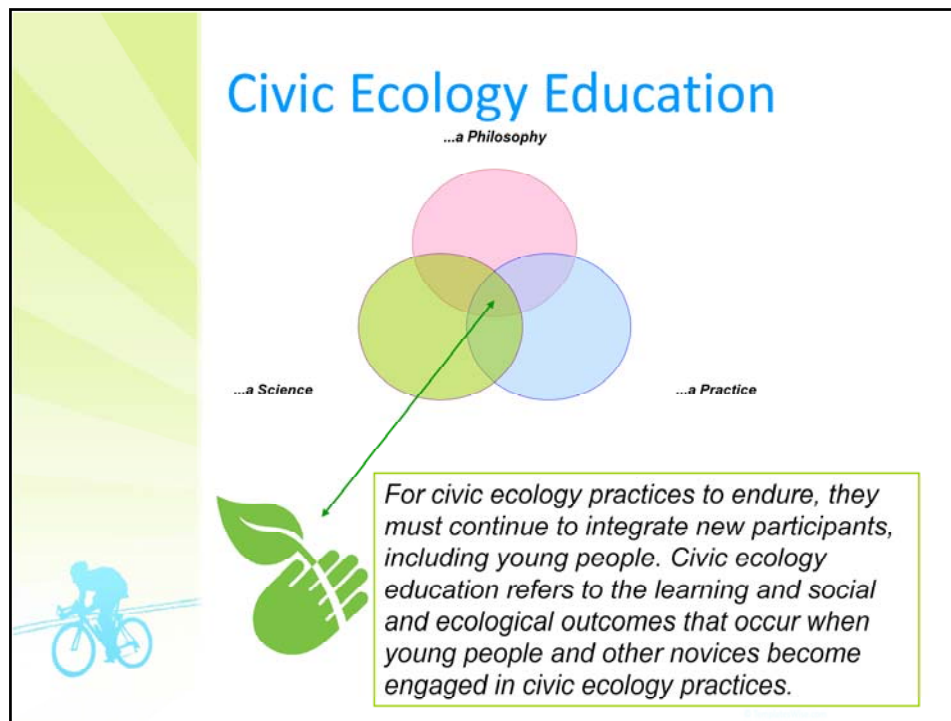 Civic Ecology Education
...a Philosophy
...a Science
...a Practice
For civic ecology practices to endure, they
must continue to integrate new participants,
including young people. Civic ecology
education refers to the learning and social
and ecological outcomes that occur when
young people and other novices become
engaged in civic ecology practices.